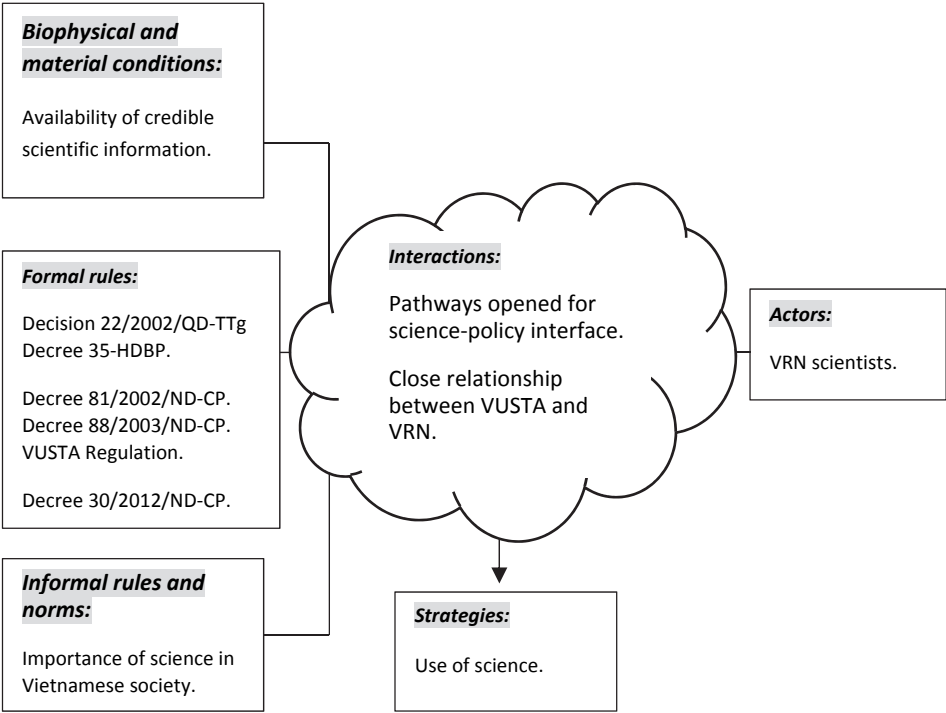 Biophysical and
material conditions:
Availability of credible
scientific information.
Formal rules:
Decision 22/2002/QD-TTg
Decree 35-HDBP.
Decree 81/2002/ND-CP.
Decree 88/2003/ND-CP.
VUSTA Regulation.
Decree 30/2012/ND-CP.
Informal rules and
norms:
Importance of science in
Vietnamese society.
Interactions:
Pathways opened for
science-policy interface.
Close relationship
between VUSTA and
VRN.
Actors:
VRN scientists.
Strategies:
Use of science.